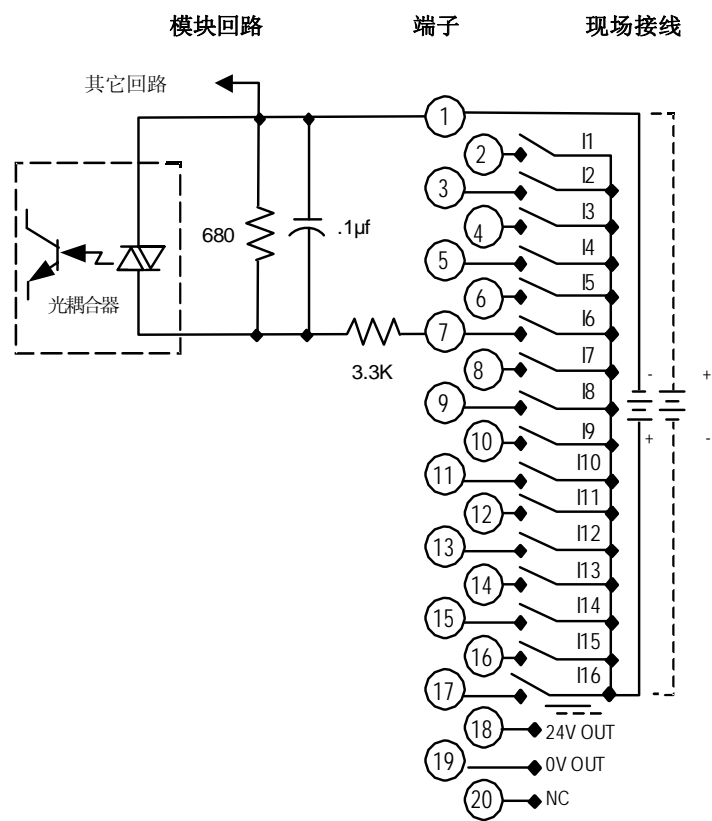 模块回路 端子 现场接线
其它回路
1
2 I1
3 I2
4 I3
680 .1µf
5 I4
6 I5
光耦合器
7 I6
3.3K
8 I7
- +
9 I8
10 I9
+ -
11 I10
12 I11
13 I12
14 I13
15 I14
16 I15
17 I16
18 24V OUT
19 0V OUT
20 NC